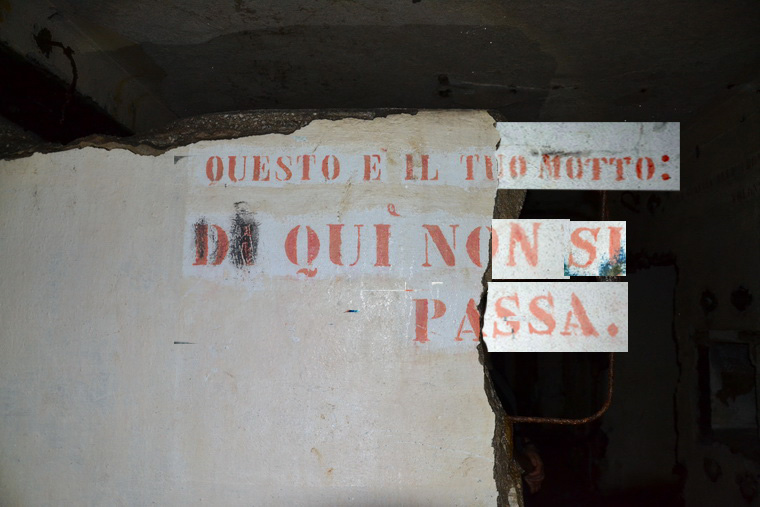 QUESTO E IL TUO MOTTO:
DI QUI NON SI
PASSA.